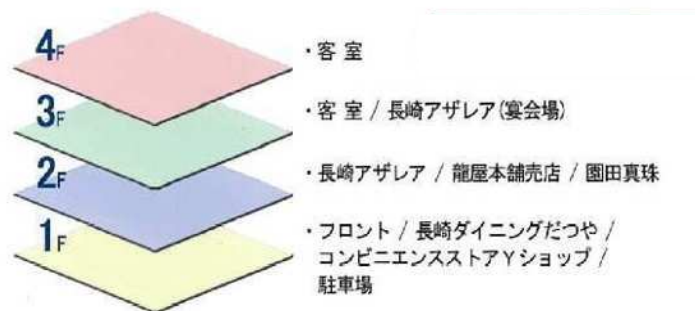 4F
・客室
3F
・客室 / 長崎アザレア(宴会場)
2F
・長崎アザレア / 龍屋本舗売店 / 園田真珠
1F
・フロント / 長崎ダイニングだつや /
コンビニエンスストアYショップ /
駐車場